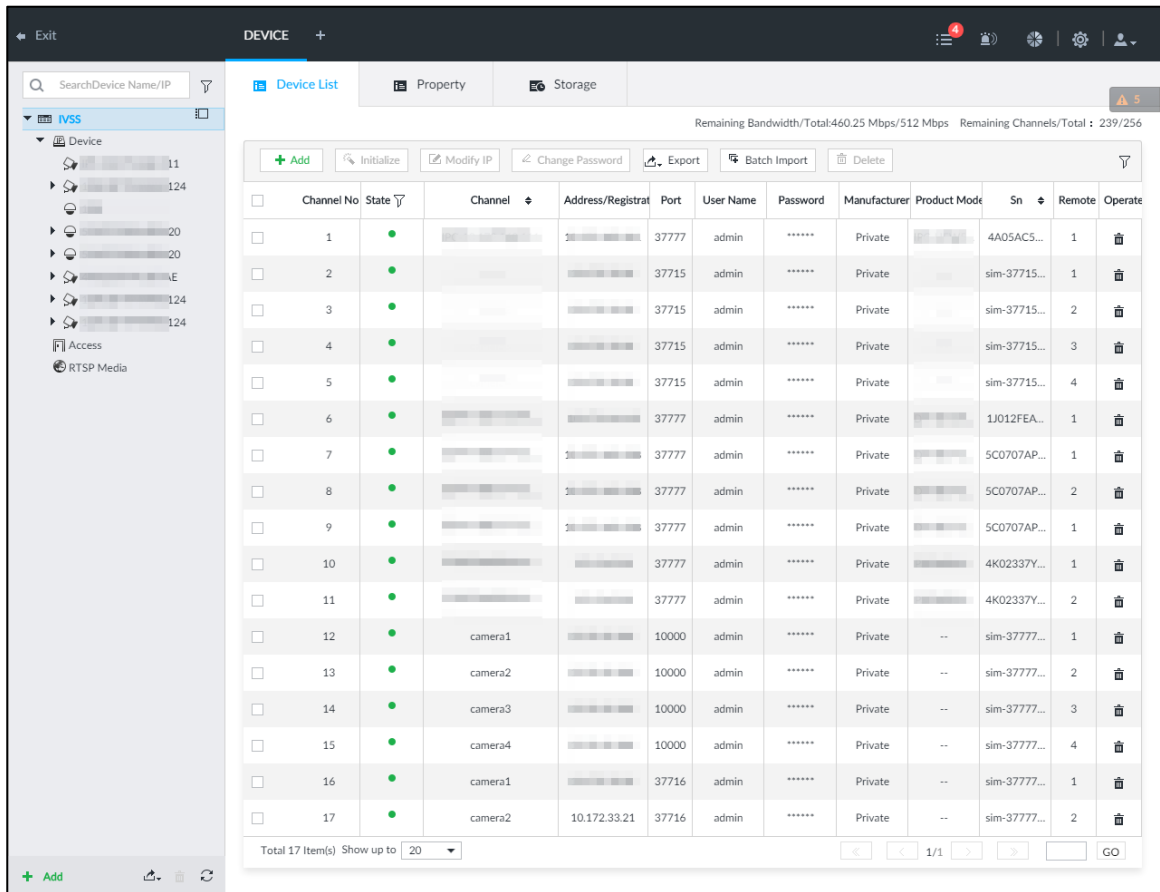 Exit
DEVICE +
4
SearchDevice Name/IP
Device List Property Storage
5
Remaining Bandwidth/Total:460.25 Mbps/512 Mbps Remaining Channels/Total : 239/256
IVSS
Device
11
124
20
20
AE
124
124
Access
RTSP Media
+ Add Initialize Modify IP Change Password Export Batch Import Delete
Channel No State Channel Address/Registrat Port User Name Password Manufacturer Product Mode Sn Remote Operate
1 37777 admin ****** Private 4A05AC5... 1
2 37715 admin ****** Private sim-37715... 1
3 37715 admin ****** Private sim-37715... 2
4 37715 admin ****** Private sim-37715... 3
5 37715 admin ****** Private sim-37715... 4
6 37777 admin ****** Private 1J012FEA... 1
7 37777 admin ****** Private 5C0707AP... 1
8 37777 admin ****** Private 5C0707AP... 2
9 37777 admin ****** Private 5C0707AP... 1
10 37777 admin ****** Private 4K02337Y... 1
11 37777 admin ****** Private 4K02337Y... 2
12 camera1 10000 admin ****** Private -- sim-37777... 1
13 camera2 10000 admin ****** Private -- sim-37777... 2
14 camera3 10000 admin ****** Private -- sim-37777... 3
15 camera4 10000 admin ****** Private -- sim-37777... 4
16 camera1 37716 admin ****** Private -- sim-37777... 1
17 camera2 10.172.33.21 37716 admin ****** Private -- sim-37777... 2
Total 17 Item(s) Show up to 20 1/1 GO
+ Add